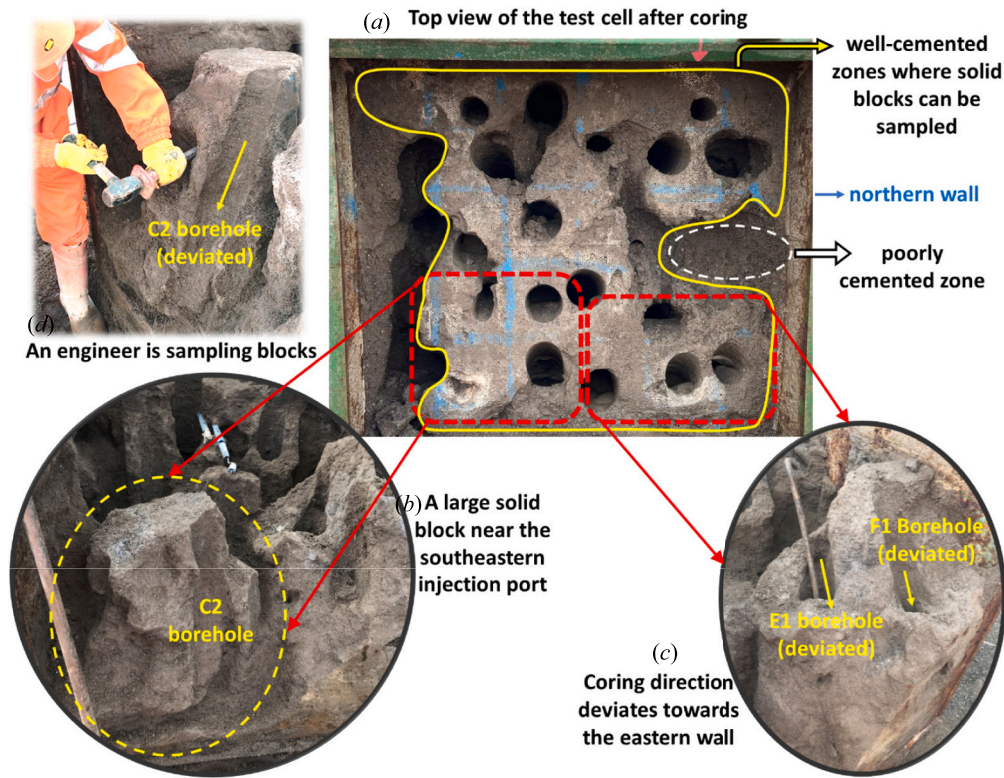 (a)
Top view of the test cell after coring
well-cemented
zones where solid
blocks can be
sampled
northern wall
poorly
cemented zone
C2 borehole
(deviated)
(d)
An engineer is sampling blocks
(b) A large solid
block near the
southeastern
injection port
C2
borehole
F1 Borehole
(deviated)
E1 borehole
(deviated)
(c)
Coring direction
deviates towards
the eastern wall